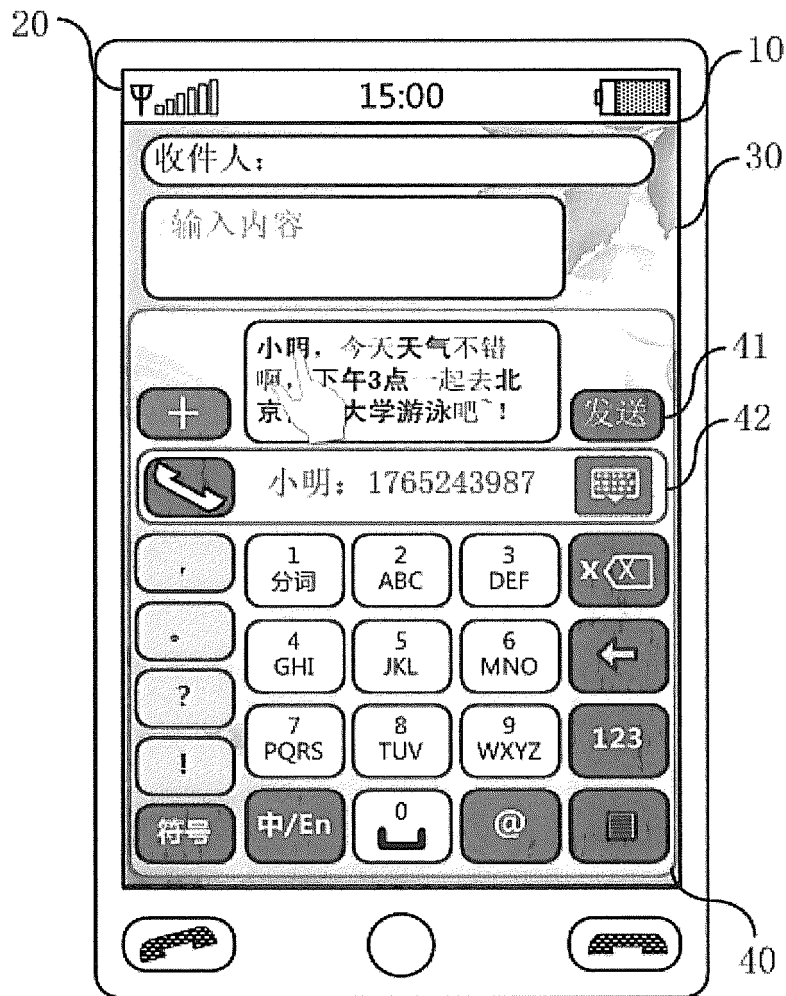 20
10
15:00
收件人：
30
输入内容
小明，今天天气不错
啊，下午3点一起去北
京 大学游泳吧~！
+
发送
41
42
小明：1765243987
，
1
分词
2
ABC
3
DEF
x
。
4
GHI
5
JKL
6
MNO
?
7
PQRS
8
TUV
9
WXYZ
123
!
符号
中/En
0
@
40